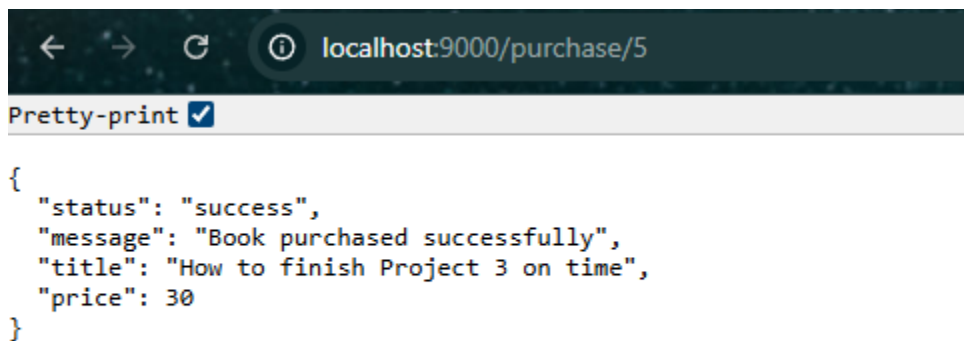 localhost:9000/purchase/5
Pretty-print
{
  "status": "success",
  "message": "Book purchased successfully",
  "title": "How to finish Project 3 on time",
  "price": 30
}